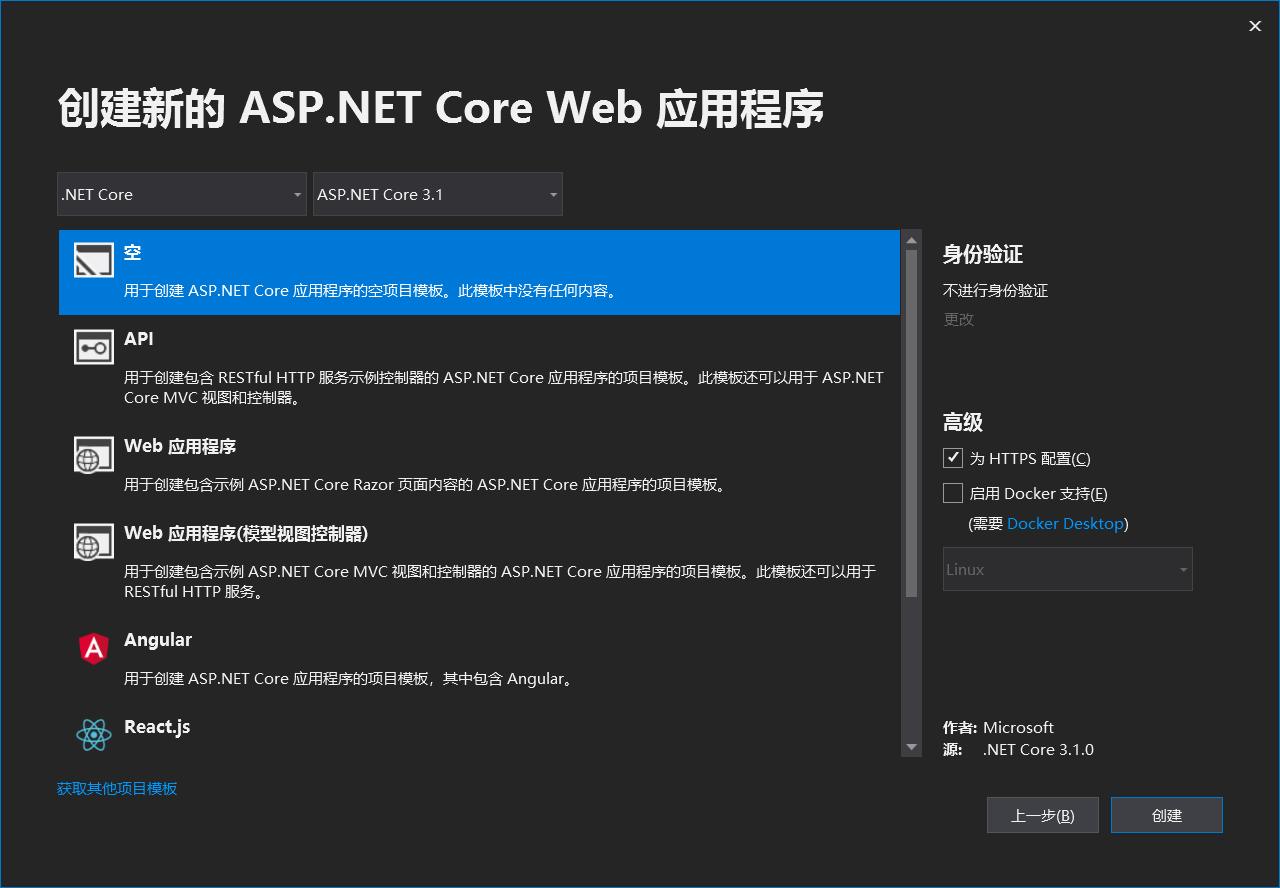 创建新的 ASP.NET Core Web 应用程序
.NET Core
ASP.NET Core 3.1
空
用于创建 ASP.NET Core 应用程序的空项目模板。此模板中没有任何内容。
API
用于创建包含 RESTful HTTP 服务示例控制器的 ASP.NET Core 应用程序的项目模板。此模板还可以用于 ASP.NET
Core MVC 视图和控制器。
Web 应用程序
用于创建包含示例 ASP.NET Core Razor 页面内容的 ASP.NET Core 应用程序的项目模板。
Web 应用程序(模型视图控制器)
用于创建包含示例 ASP.NET Core MVC 视图和控制器的 ASP.NET Core 应用程序的项目模板。此模板还可以用于
RESTful HTTP 服务。
Angular
用于创建 ASP.NET Core 应用程序的项目模板，其中包含 Angular。
React.js
获取其他项目模板
身份验证
不进行身份验证
更改
高级
为 HTTPS 配置(C)
启用 Docker 支持(E)
(需要 Docker Desktop)
Linux
作者: Microsoft
源: .NET Core 3.1.0
上一步(B)
创建